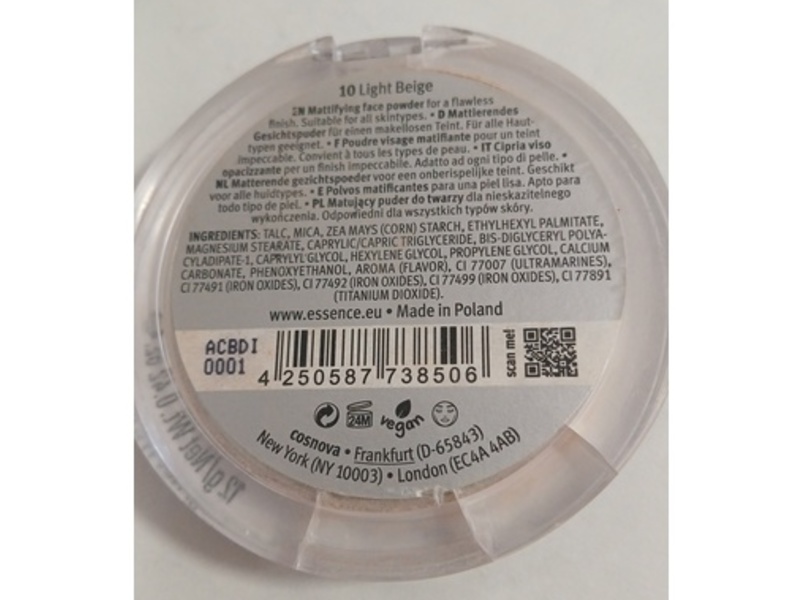 10 Light Beige
EN Mattifying face powder for a flawless
finish. Suitable for all skintypes. • D Mattierendes
Gesichtspuder für einen makellosen Teint. Für alle Haut-
typen geeignet. • F Poudre visage matifiante pour un teint
impeccable. Convient à tous les types de peau. • IT Cipria viso
opacizzante per un finish impeccabile. Adatto ad ogni tipo di pelle. •
NL Matterende gezichtspoeder voor een onberispelijke teint. Geschikt
voor alle huidtypes. • E Polvos matificantes para una piel lisa. Apto para
todo tipo de piel. • PL Matujący puder do twarzy dla nieskazitelnego
wykończenia. Odpowiedni dla wszystkich typów skóry.
INGREDIENTS: TALC, MICA, ZEA MAYS (CORN) STARCH, ETHYLHEXYL PALMITATE,
MAGNESIUM STEARATE, CAPRYLIC/CAPRIC TRIGLYCERIDE, BIS-DIGLYCERYL POLYA-
CYLADIPATE-1, CAPRYLYL GLYCOL, HEXYLENE GLYCOL, PROPYLENE GLYCOL, CALCIUM
CARBONATE, PHENOXYETHANOL, AROMA (FLAVOR), CI 77007 (ULTRAMARINES),
CI 77491 (IRON OXIDES), CI 77492 (IRON OXIDES), CI 77499 (IRON OXIDES), CI 77891
(TITANIUM DIOXIDE).
www.essence.eu • Made in Poland
ACBDI
0001
4 250587 738506
scan me!
24M
vegan
cosnova • Frankfurt (D-65843)
New York (NY 10003) • London (EC4A 4AB)
12 g/ Net Wt. 0.42 oz.